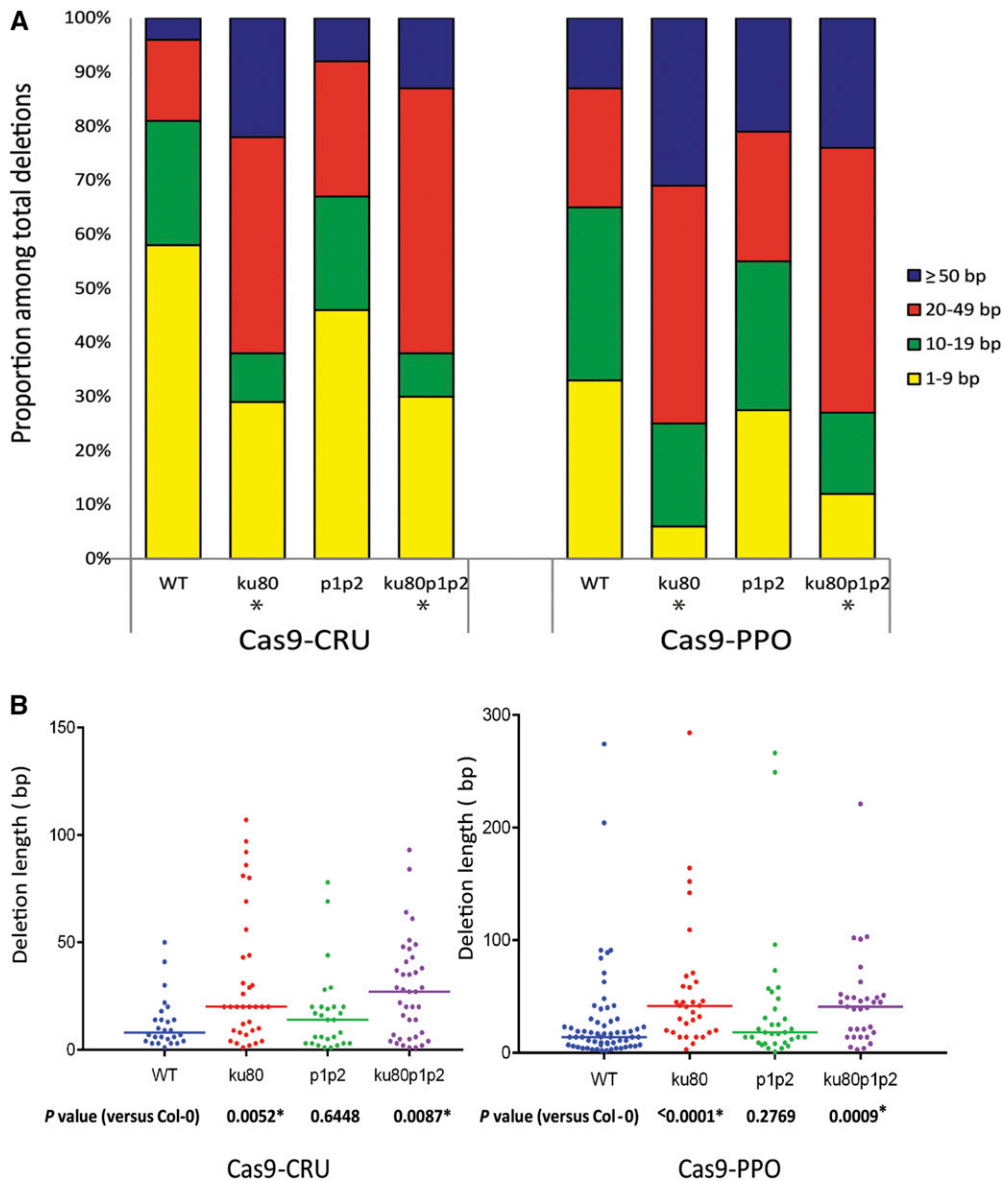 A
Proportion among total deletions
100%
90%
80%
70%
60%
50%
40%
30%
20%
10%
0%
WT ku80 p1p2 ku80p1p2 WT ku80 p1p2 ku80p1p2
* * * *
Cas9-CRU Cas9-PPO
≥50 bp
20-49 bp
10-19 bp
1-9 bp
B
Deletion length ( bp)
150
100
50
0
WT ku80 p1p2 ku80p1p2
P value (versus Col-0) 0.0052* 0.6448 0.0087*
Cas9-CRU
Deletion length ( bp)
300
200
100
0
WT ku80 p1p2 ku80p1p2
P value (versus Col-0) <0.0001* 0.2769 0.0009*
Cas9-PPO